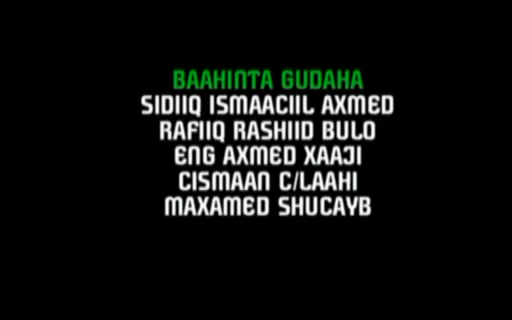 BAAHINTA GUDAHA
SIDIIQ ISMAACIIL AXMED
RAFIIQ RASHIID BULO
ENG AXMED XAAJI
CISMAAN C/LAAHI
MAXAMED SHUCAYB